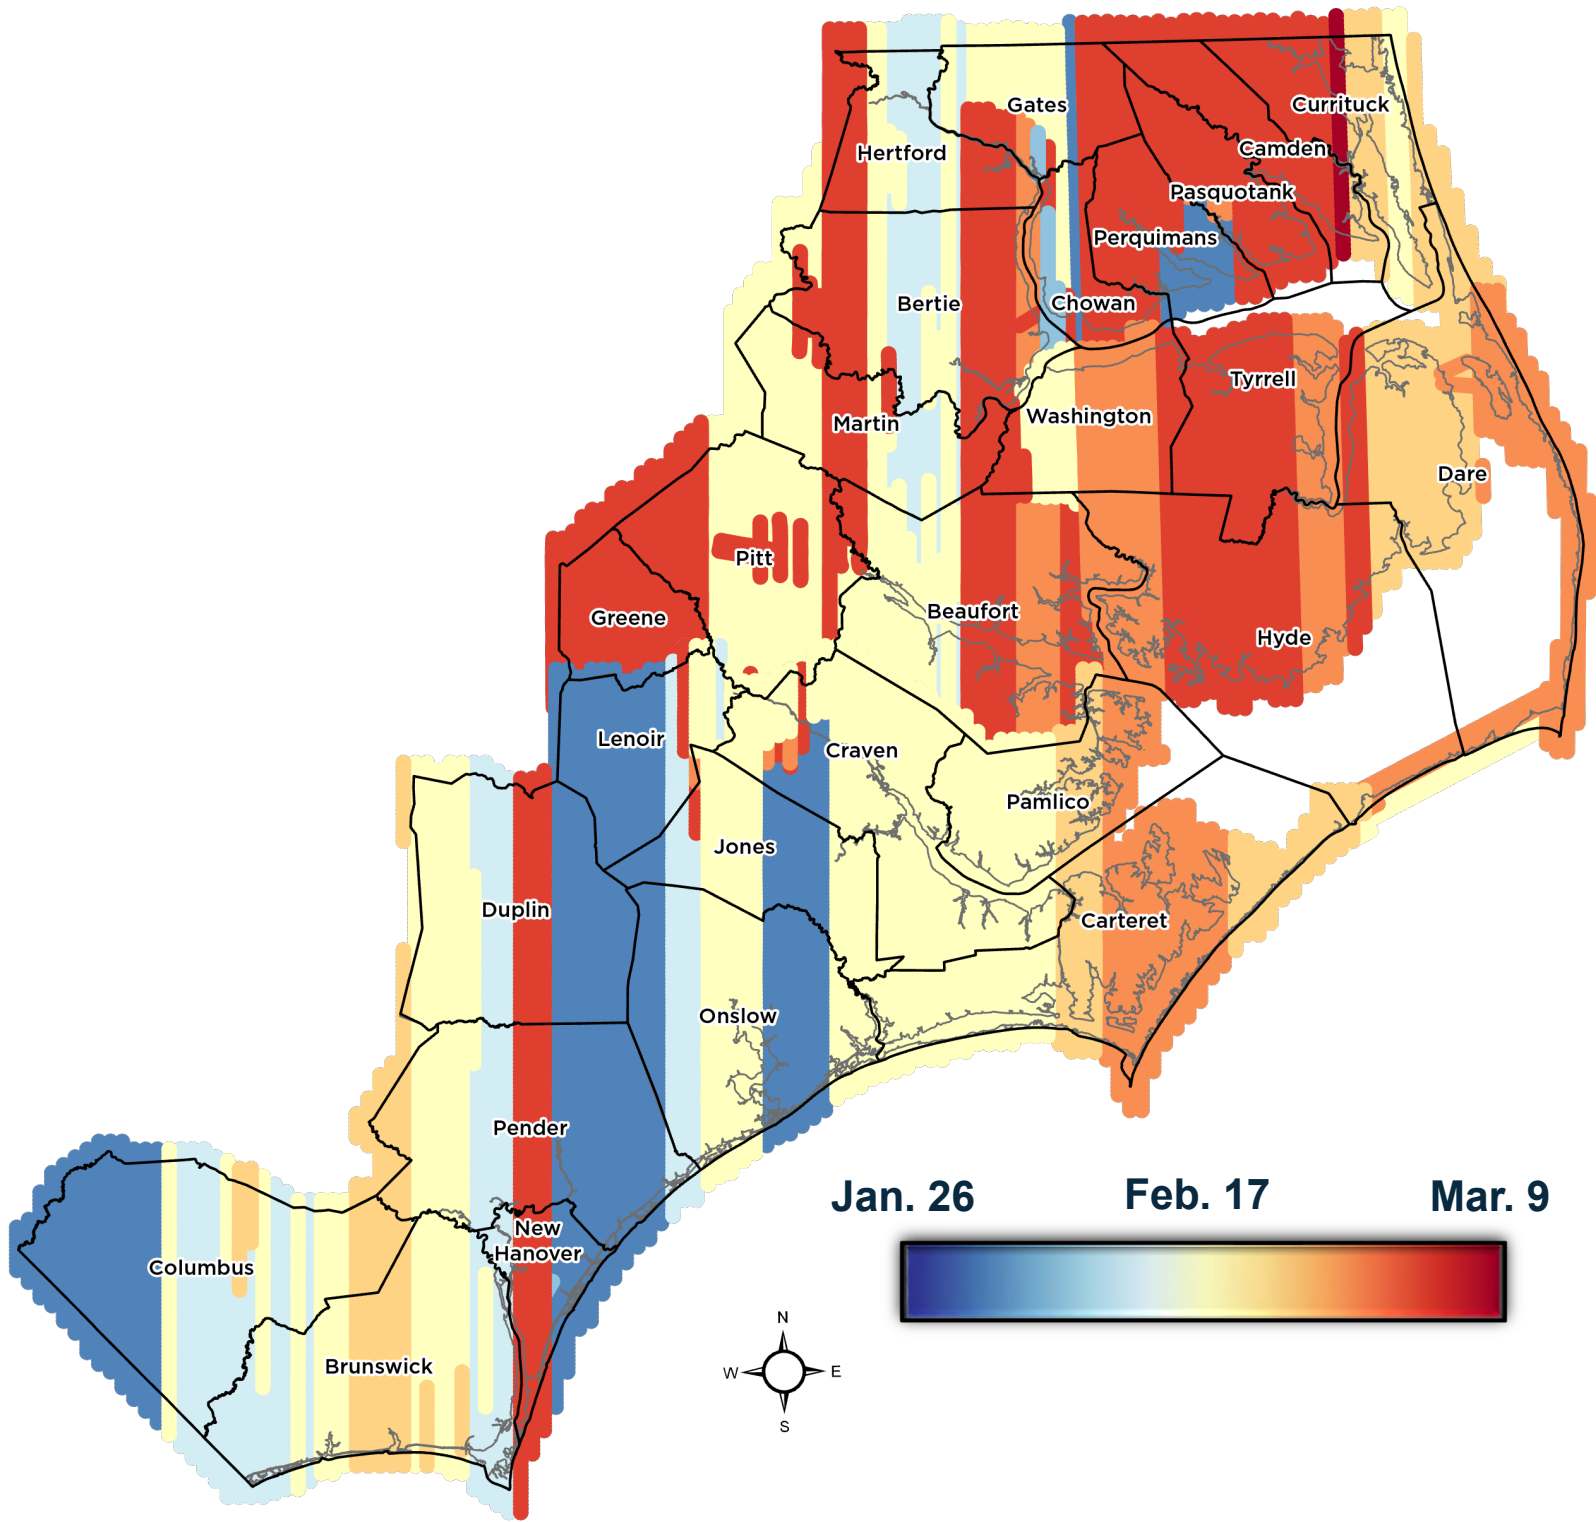 Gates
Currituck
Hertford
Camden
Pasquotank
Perquimans
Bertie
Chowan
Tyrrell
Martin
Washington
Dare
Pitt
Greene
Beaufort
Hyde
Lenoir
Craven
Pamlico
Jones
Duplin
Carteret
Onslow
Pender
New
Hanover
Columbus
Brunswick
Jan. 26
Feb. 17
Mar. 9
N
W
E
S